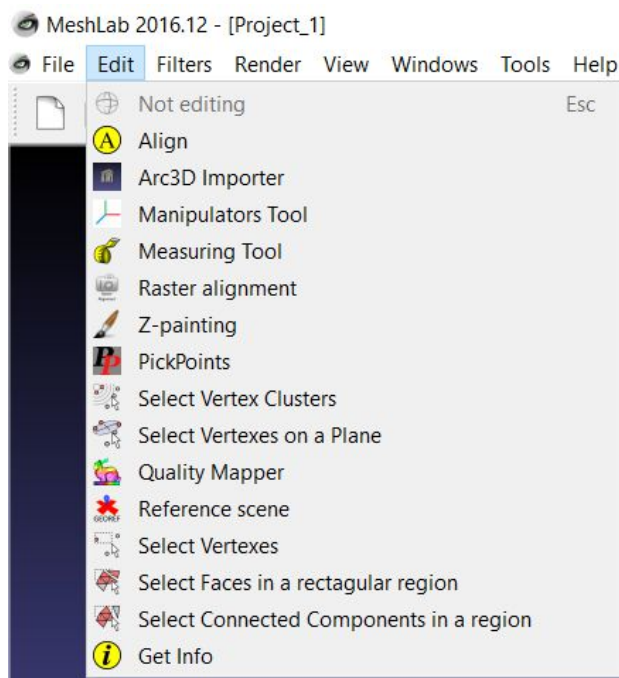 MeshLab 2016.12 - [Project_1]
File Edit Filters Render View Windows Tools Help
Not editing Esc
A Align
Arc3D Importer
Manipulators Tool
Measuring Tool
Raster alignment
Z-painting
PP PickPoints
Select Vertex Clusters
Select Vertexes on a Plane
Quality Mapper
GEOREF Reference scene
Select Vertexes
Select Faces in a rectagular region
Select Connected Components in a region
i Get Info